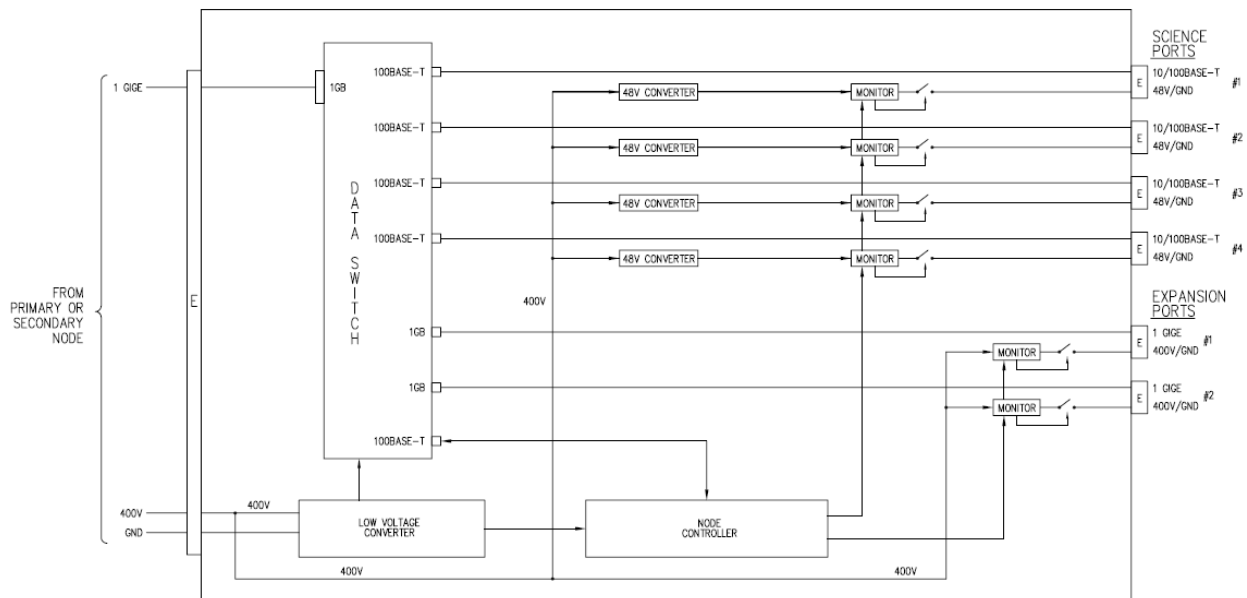 SCIENCE
PORTS
100BASE-T
10/100BASE-T
1 GIGE
1GB
48V CONVERTER
MONITOR
E
48V/GND
#1
100BASE-T
10/100BASE-T
48V CONVERTER
MONITOR
E
48V/GND
#2
100BASE-T
10/100BASE-T
48V CONVERTER
MONITOR
E
48V/GND
#3
DATA SWITCH
100BASE-T
10/100BASE-T
48V CONVERTER
MONITOR
E
48V/GND
#4
FROM
PRIMARY OR
SECONDARY
NODE
E
400V
EXPANSION
PORTS
1GB
1 GIGE
MONITOR
E
400V/GND
#1
1GB
1 GIGE
MONITOR
E
400V/GND
#2
100BASE-T
400V
400V
GND
LOW VOLTAGE
CONVERTER
NODE
CONTROLLER
400V
400V